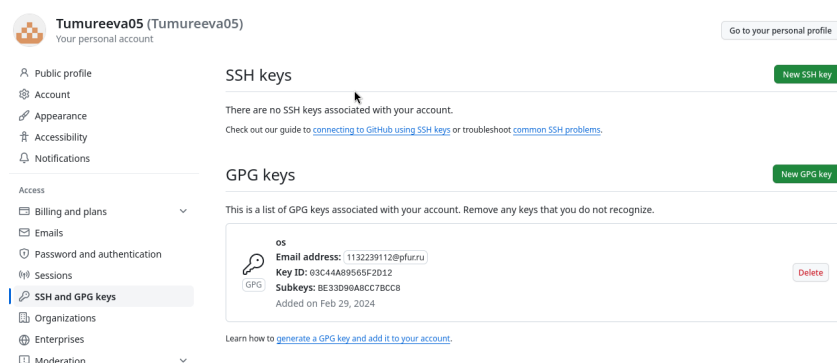 Tumureeva05 (Tumureeva05)
Your personal account
Go to your personal profile
Public profile
Account
Appearance
Accessibility
Notifications
Access
Billing and plans
Emails
Password and authentication
Sessions
SSH and GPG keys
Organizations
Enterprises
Moderation
SSH keys
New SSH key
There are no SSH keys associated with your account.
Check out our guide to connecting to GitHub using SSH keys or troubleshoot common SSH problems.
GPG keys
New GPG key
This is a list of GPG keys associated with your account. Remove any keys that you do not recognize.
os
Email address: 1132239112@pfur.ru
Key ID: 03C44A89565F2D12
Subkeys: BE33D90A8CC7BCC8
Added on Feb 29, 2024
GPG
Delete
Learn how to generate a GPG key and add it to your account.